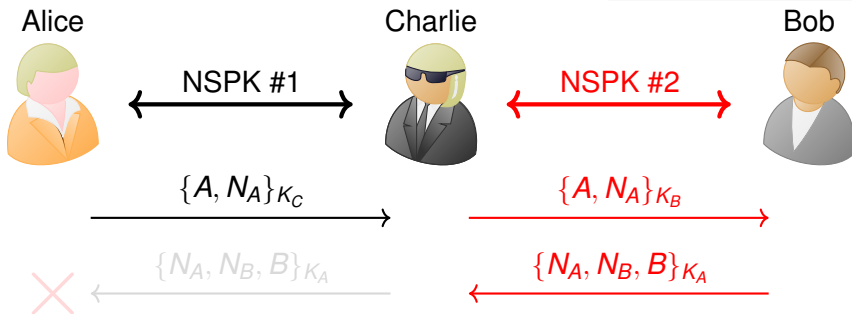 Alice Charlie Bob
NSPK #1 NSPK #2
{A, N_A}_{K_C} {A, N_A}_{K_B}
{N_A, N_B, B}_{K_A} {N_A, N_B, B}_{K_A}